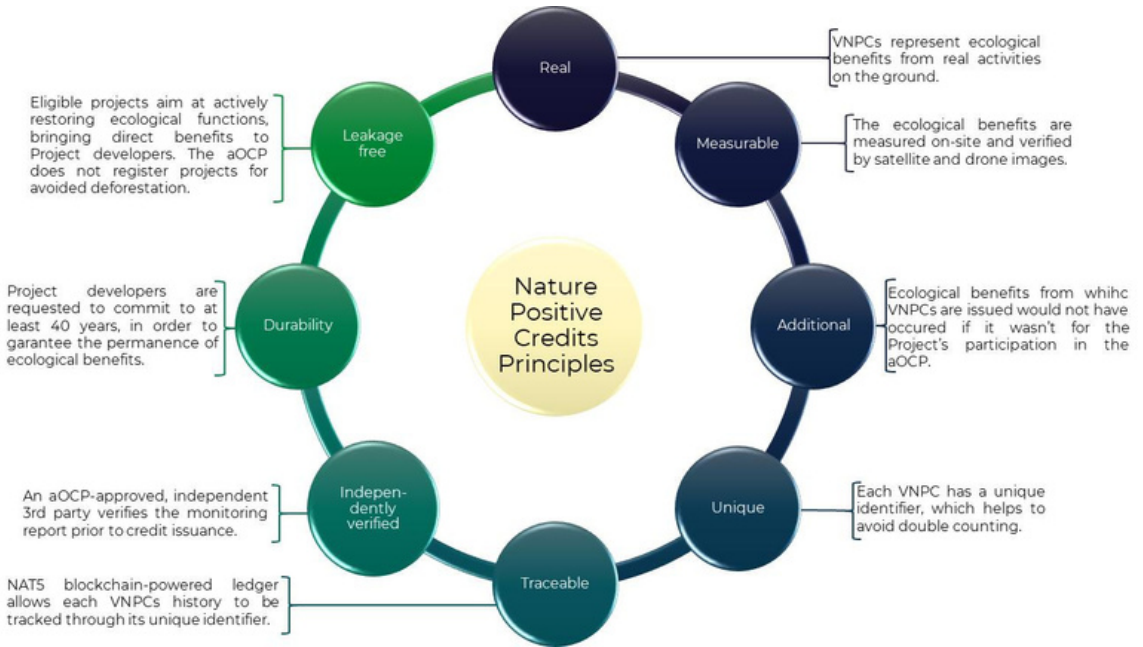 Nature
Positive
Credits
Principles
Real
VNPCs represent ecological
benefits from real activities
on the ground.
Measurable
The ecological benefits are
measured on-site and verified
by satellite and drone images.
Additional
Ecological benefits from whihc
VNPCs are issued would not have
occured if it wasn't for the
Project's participation in the
aOCP.
Unique
Each VNPC has a unique
identifier, which helps to
avoid double counting.
Traceable
NAT5 blockchain-powered ledger
allows each VNPCs history to be
tracked through its unique identifier.
Indepen-
dently
verified
An aOCP-approved, independent
3rd party verifies the monitoring
report prior to credit issuance.
Durability
Project developers are
requested to commit to at
least 40 years, in order to
garantee the permanence of
ecological benefits.
Leakage
free
Eligible projects aim at actively
restoring ecological functions,
bringing direct benefits to
Project developers. The aOCP
does not register projects for
avoided deforestation.